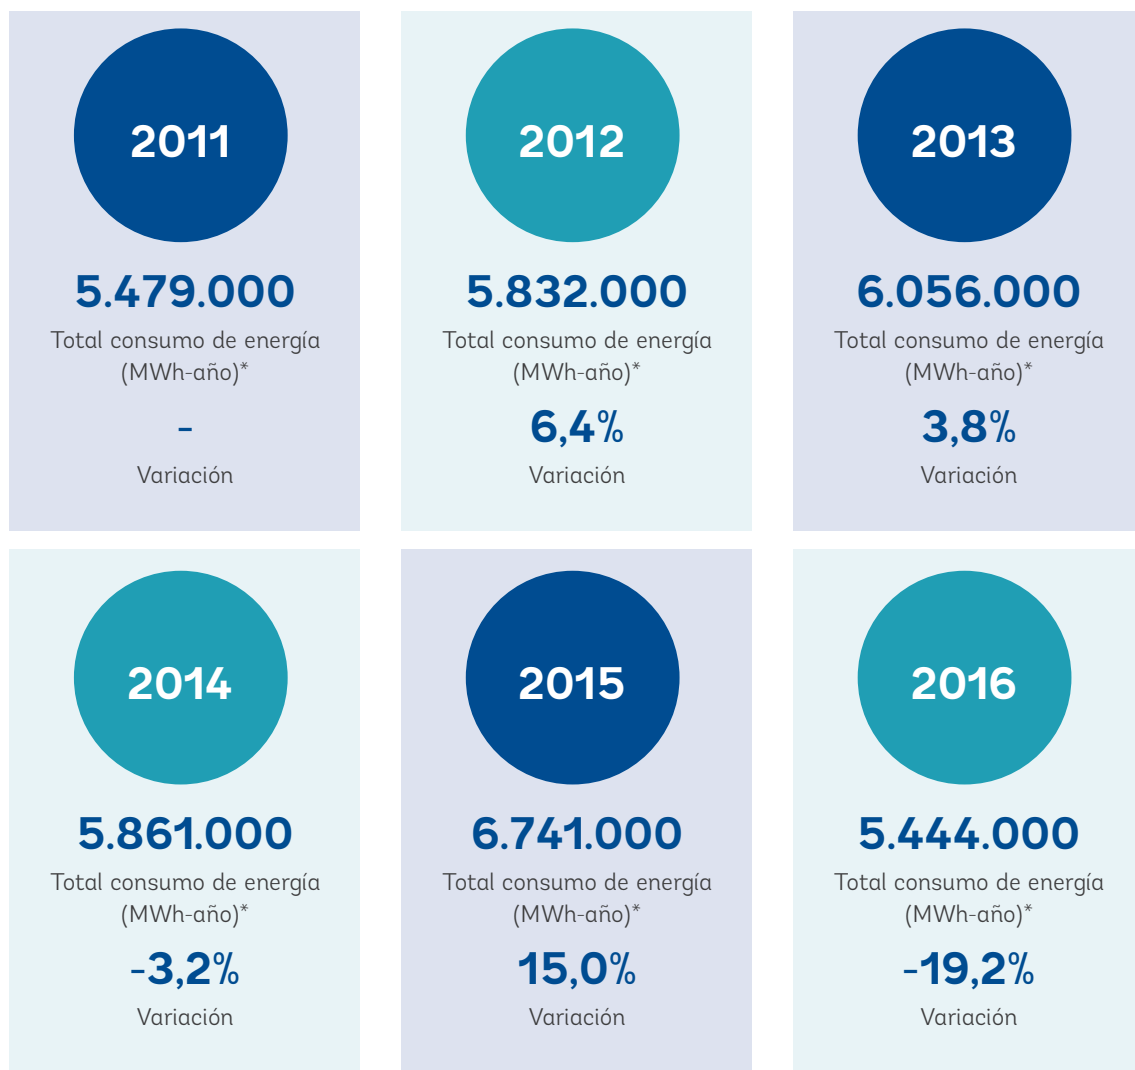 2011
5.479.000
Total consumo de energía
(MWh-año)*
-
Variación
2012
5.832.000
Total consumo de energía
(MWh-año)*
6,4%
Variación
2013
6.056.000
Total consumo de energía
(MWh-año)*
3,8%
Variación
2014
5.861.000
Total consumo de energía
(MWh-año)*
-3,2%
Variación
2015
6.741.000
Total consumo de energía
(MWh-año)*
15,0%
Variación
2016
5.444.000
Total consumo de energía
(MWh-año)*
-19,2%
Variación